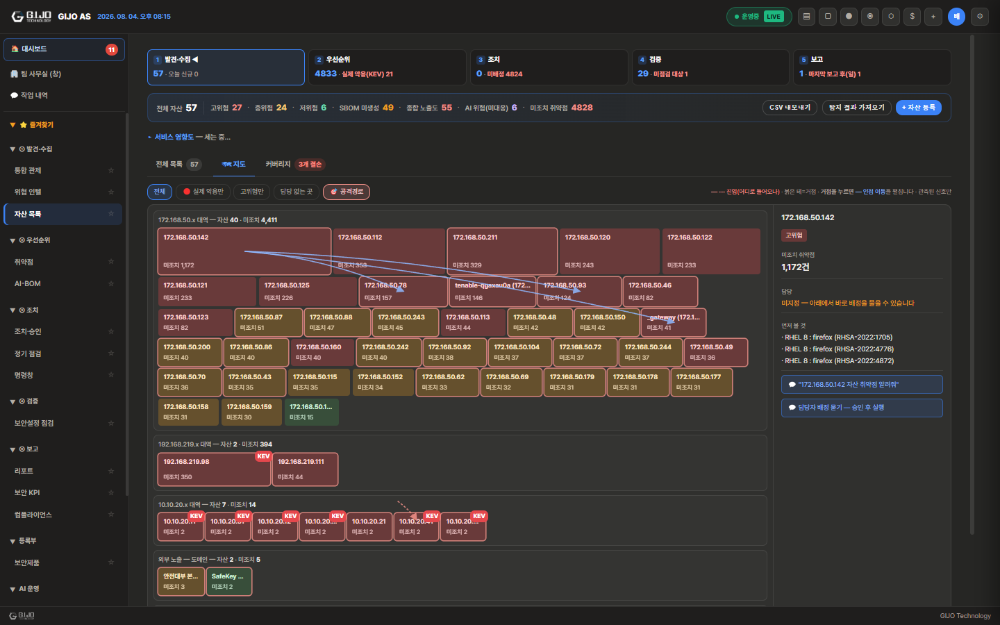 GIJO TECHNOLOGY
GIJO AS
2026. 08. 04. 오후 08:15
운영중 LIVE
대시보드 11
팀 사무실 (창)
작업 내역
즐겨찾기
① 발견·수집
통합 관제
위협 인텔
자산 목록
우선순위
취약점
AI-BOM
조치
조치·승인
정기 점검
명령창
검증
보안설정 점검
보고
리포트
보안 KPI
컴플라이언스
등록부
보안제품
AI 운영
1 발견·수집 ◀
57 · 오늘 신규 0
2 우선순위
4833 · 실제 악용(KEV) 21
3 조치
0 · 미배정 4824
4 검증
29 · 미점검 대상 1
5 보고
1 · 마지막 보고 후(일) 1
전체 자산 57 고위험 27 · 중위험 24 · 저위험 6 · SBOM 미생성 49 · 종합 노출도 55 · AI 위험(미대응) 6 · 미조치 취약점 4828
CSV 내보내기
탐지 결과 가져오기
+ 자산 등록
► 서비스 영향도 — 세는 중...
전체 목록 57
지도
커버리지 3개 결손
전체
실제 악용만
고위험만
담당 없는 곳
공격경로
진입(어디로 들어오나) · 붉은 테=거점 · 거점을 누르면 — 인접 이동을 펼칩니다 · 관측된 신호만
172.168.50.x 대역 — 자산 40 · 미조치 4,411
172.168.50.142
미조치 1,172
172.168.50.112
미조치 353
172.168.50.211
미조치 329
172.168.50.120
미조치 243
172.168.50.122
미조치 233
172.168.50.121
미조치 233
172.168.50.125
미조치 226
172.168.50.78
미조치 157
tenable-qgaxau0a (172...
미조치 146
172.168.50.93
미조치 124
172.168.50.46
미조치 82
172.168.50.123
미조치 82
172.168.50.87
미조치 51
172.168.50.88
미조치 47
172.168.50.243
미조치 45
172.168.50.113
미조치 44
172.168.50.48
미조치 42
172.168.50.150
미조치 42
_gateway (172.1...
미조치 41
172.168.50.200
미조치 40
172.168.50.86
미조치 40
172.168.50.160
미조치 40
172.168.50.242
미조치 40
172.168.50.92
미조치 38
172.168.50.104
미조치 37
172.168.50.72
미조치 37
172.168.50.244
미조치 37
172.168.50.49
미조치 36
172.168.50.70
미조치 36
172.168.50.43
미조치 35
172.168.50.115
미조치 35
172.168.50.152
미조치 34
172.168.50.62
미조치 33
172.168.50.69
미조치 32
172.168.50.179
미조치 31
172.168.50.178
미조치 31
172.168.50.177
미조치 31
172.168.50.158
미조치 31
172.168.50.159
미조치 30
172.168.50.1...
미조치 15
192.168.219.x 대역 — 자산 2 · 미조치 394
192.168.219.98 KEV
미조치 350
192.168.219.111
미조치 44
10.10.20.x 대역 — 자산 7 · 미조치 14
KEV
미조치 2
KEV
미조치 2
KEV
미조치 2
10.10.20.... KEV
미조치 2
10.10.20.21
미조치 2
KEV
미조치 2
10.10.20.... KEV
미조치 2
외부 노출 — 도메인 — 자산 2 · 미조치 5
안전대부 본...
미조치 3
SafeKey ...
미조치 2
172.168.50.142
고위험
미조치 취약점
1,172건
담당
미지정 — 아래에서 바로 배정을 물을 수 있습니다
먼저 볼 것
· RHEL 8 : firefox (RHSA-2022:1705)
· RHEL 8 : firefox (RHSA-2022:4776)
· RHEL 8 : firefox (RHSA-2022:4872)
"172.168.50.142 자산 취약점 알려줘"
담당자 배정 묻기 — 승인 후 실행
GIJO TECHNOLOGY
GIJO Technology